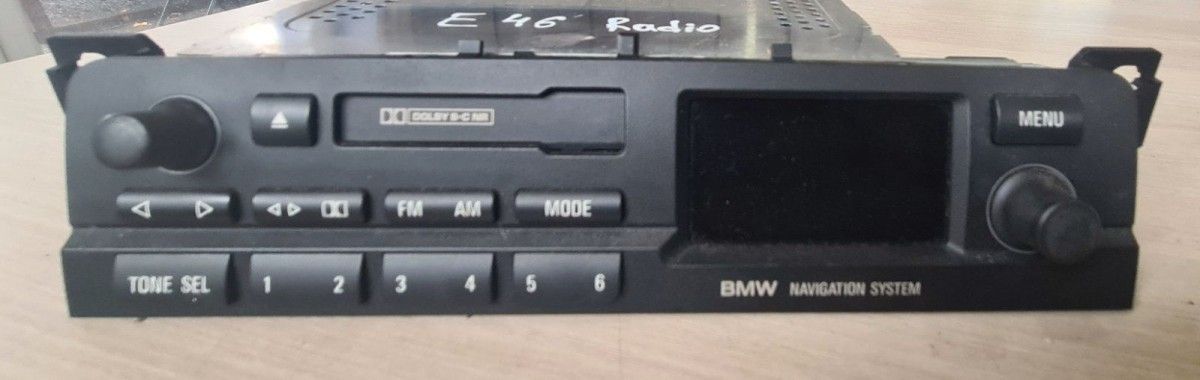 E 46 Radio
DOLBY B-C NR
MENU
FM AM MODE
TONE SEL 1 2 3 4 5 6
BMW NAVIGATION SYSTEM